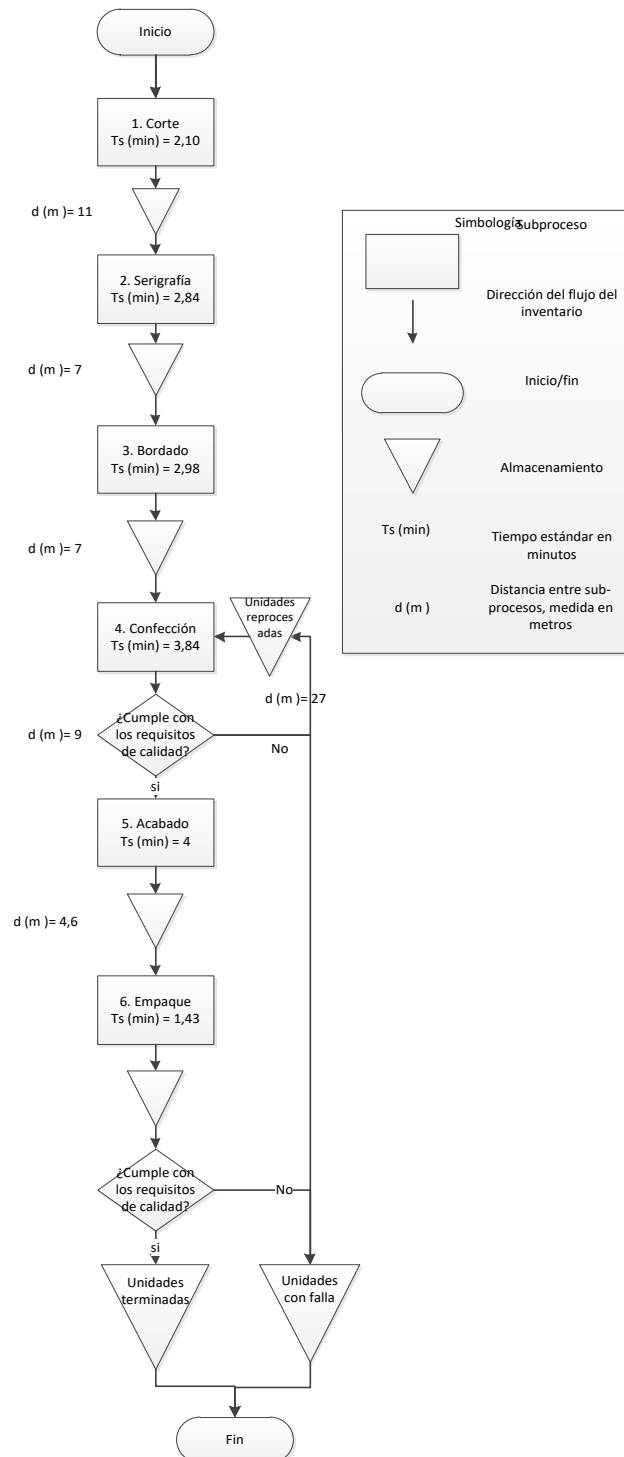 Inicio
1. Corte
Ts (min) = 2,10
d (m )= 11
2. Serigrafía
Ts (min) = 2,84
d (m )= 7
3. Bordado
Ts (min) = 2,98
d (m )= 7
Unidades
reproces
adas
4. Confección
Ts (min) = 3,84
d (m )= 27
¿Cumple con
los requisitos
de calidad?
d (m )= 9
No
si
5. Acabado
Ts (min) = 4
d (m )= 4,6
6. Empaque
Ts (min) = 1,43
¿Cumple con
los requisitos
de calidad?
No
si
Unidades
terminadas
Unidades
con falla
Fin
Simbología
Subproceso
Dirección del flujo del
inventario
Inicio/fin
Almacenamiento
Ts (min)
Tiempo estándar en
minutos
d (m )
Distancia entre sub-
procesos, medida en
metros